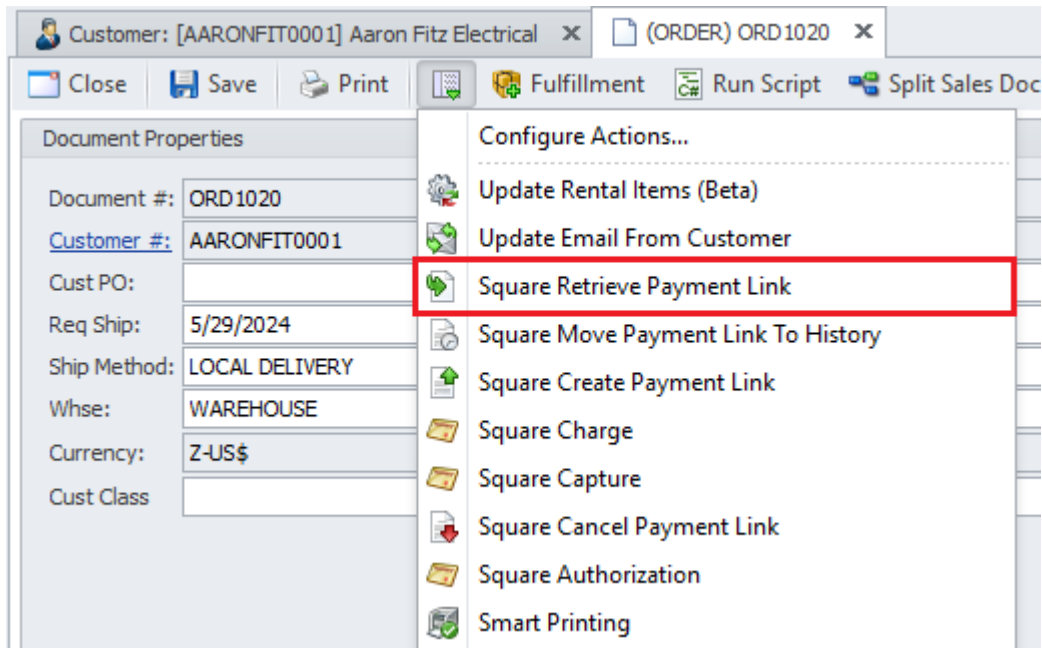 Customer: [AARONFIT0001] Aaron Fitz Electrical
(ORDER) ORD1020
Close Save Print Fulfillment C# Run Script Split Sales Doc
Document Properties
Document #: ORD1020
Customer #: AARONFIT0001
Cust PO:
Req Ship: 5/29/2024
Ship Method: LOCAL DELIVERY
Whse: WAREHOUSE
Currency: Z-US$
Cust Class
Configure Actions...
Update Rental Items (Beta)
Update Email From Customer
Square Retrieve Payment Link
Square Move Payment Link To History
Square Create Payment Link
Square Charge
Square Capture
Square Cancel Payment Link
Square Authorization
Smart Printing